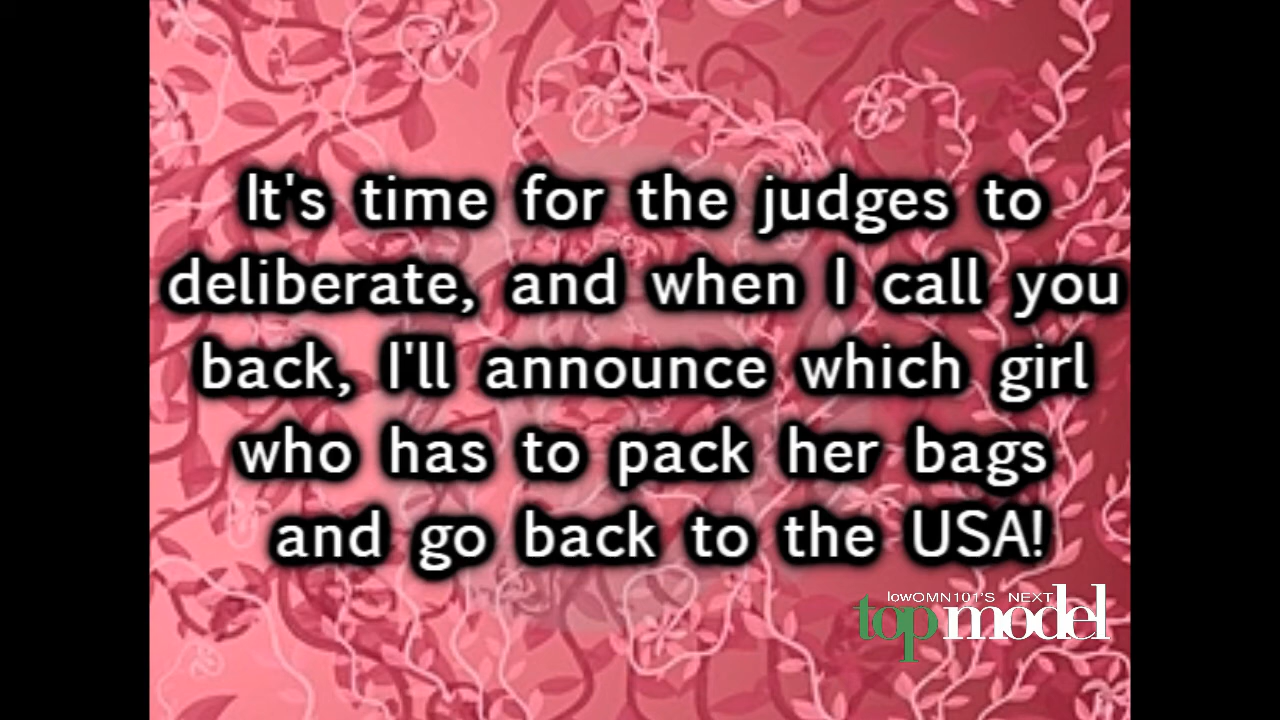 It's time for the judges to
deliberate, and when I call you
back, I'll announce which girl
who has to pack her bags
and go back to the USA!
lowOMN101'S NEXT
top model